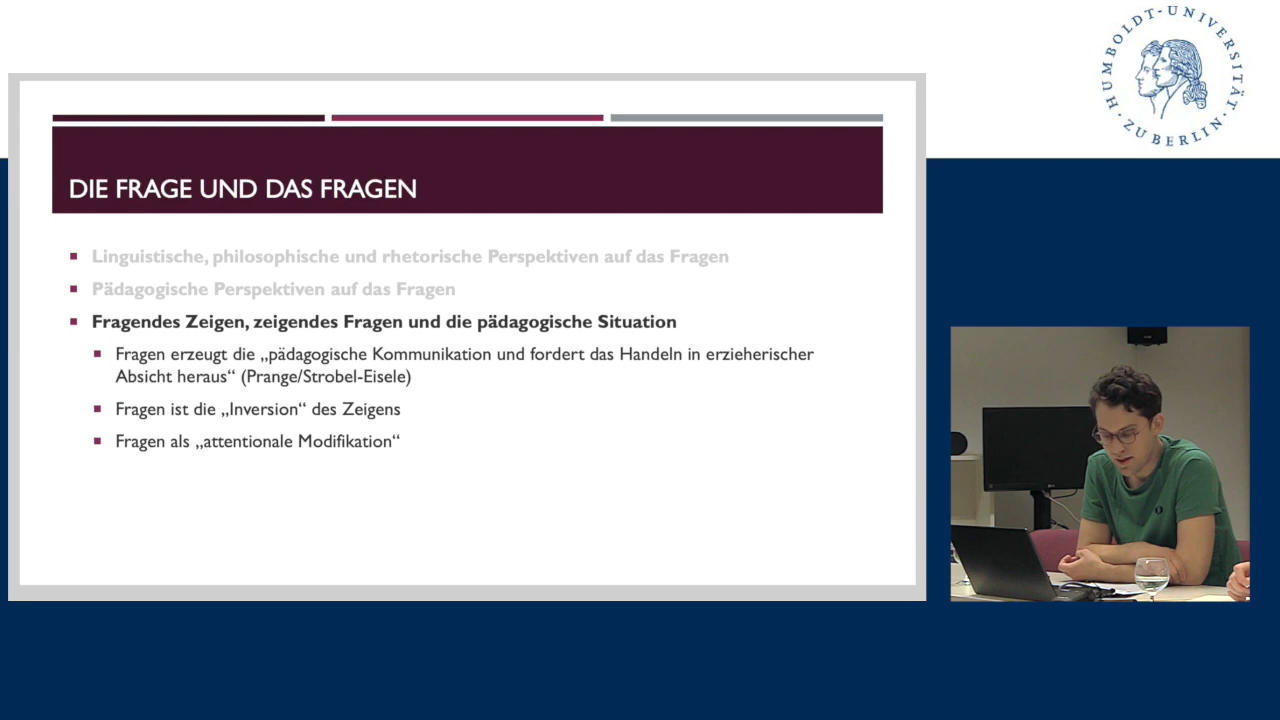 HUMBOLDT-UNIVERSITÄT
ZU BERLIN
DIE FRAGE UND DAS FRAGEN
Linguistische, philosophische und rhetorische Perspektiven auf das Fragen
Pädagogische Perspektiven auf das Fragen
Fragendes Zeigen, zeigendes Fragen und die pädagogische Situation
Fragen erzeugt die „pädagogische Kommunikation und fordert das Handeln in erzieherischer
Absicht heraus“ (Prange/Strobel-Eisele)
Fragen ist die „Inversion“ des Zeigens
Fragen als „attentionale Modifikation“